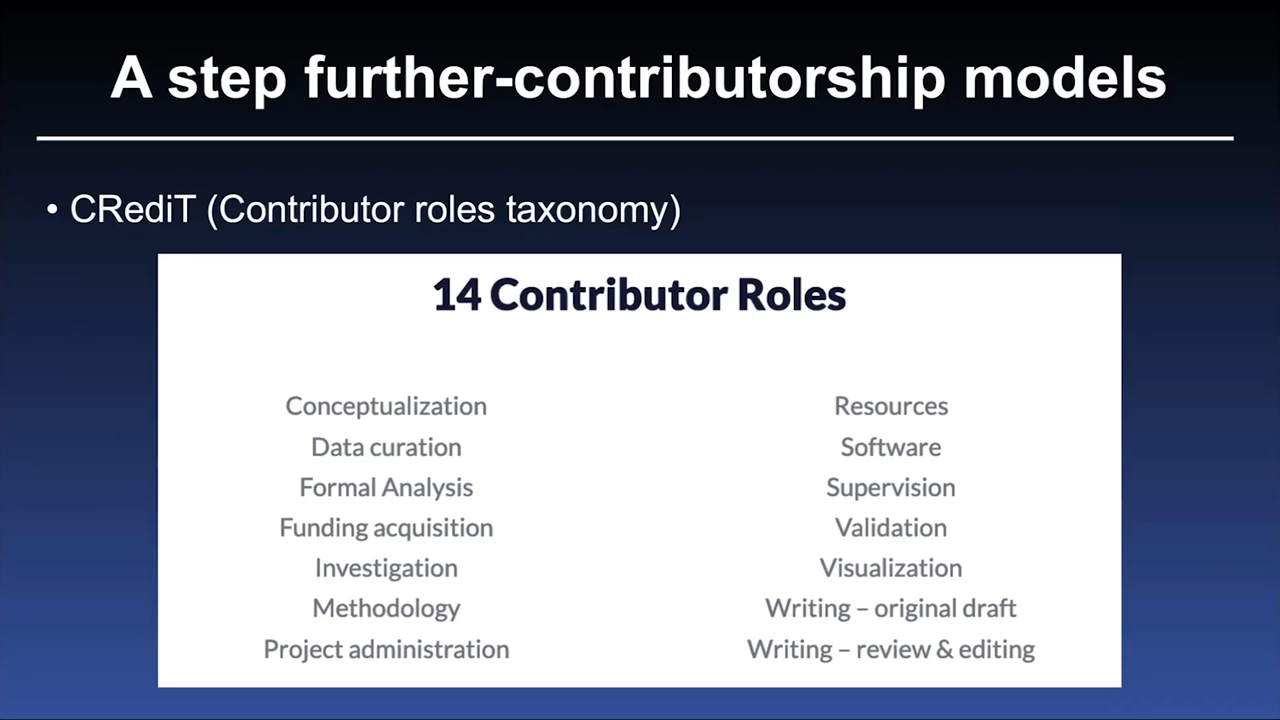 A step further-contributorship models
• CRediT (Contributor roles taxonomy)
14 Contributor Roles
Conceptualization
Data curation
Formal Analysis
Funding acquisition
Investigation
Methodology
Project administration
Resources
Software
Supervision
Validation
Visualization
Writing – original draft
Writing – review & editing